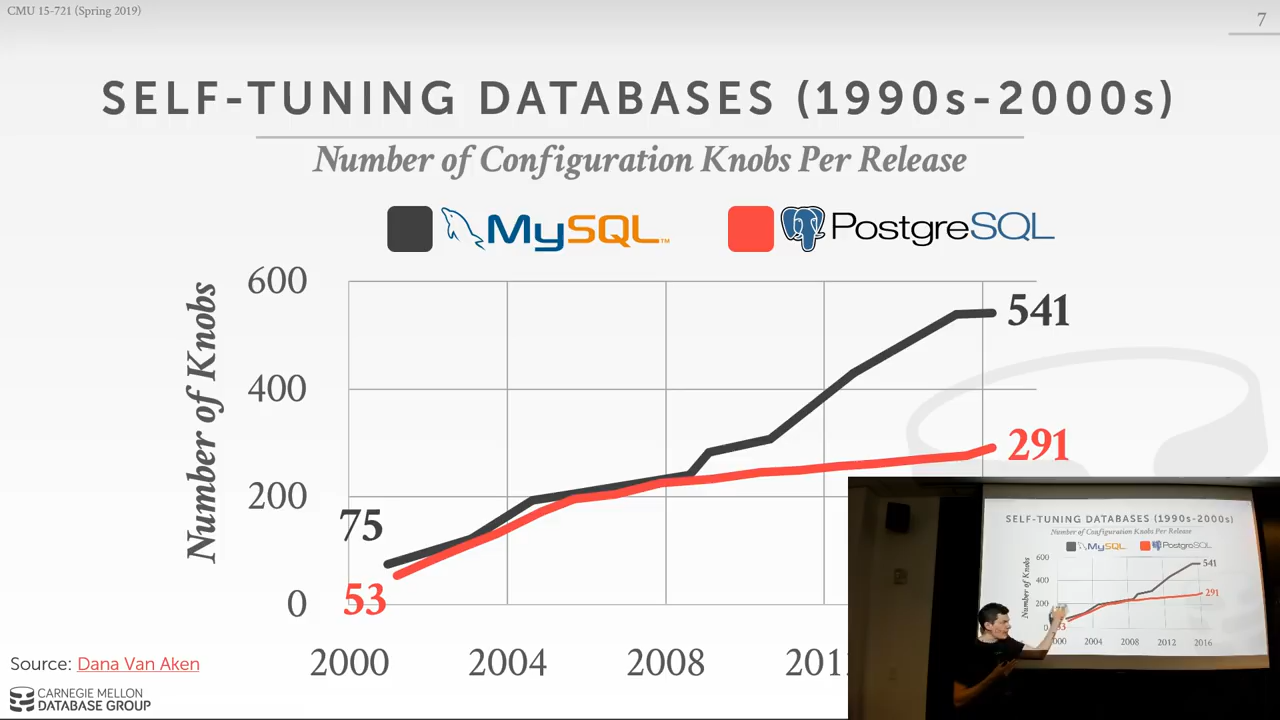 CMU 15-721 (Spring 2019)
7
SELF-TUNING DATABASES (1990s-2000s)
Number of Configuration Knobs Per Release
MySQL™
PostgreSQL
Number of Knobs
600
400
200
0
75
53
541
291
2000
2004
2008
201
Source: Dana Van Aken
CARNEGIE MELLON
DATABASE GROUP
SELF-TUNING DATABASES (1990s-2000s)
Number of Configuration Knobs Per Release
MySQL
PostgreSQL
Number of Knobs
600
400
200
541
291
2004
2008
2012
2016